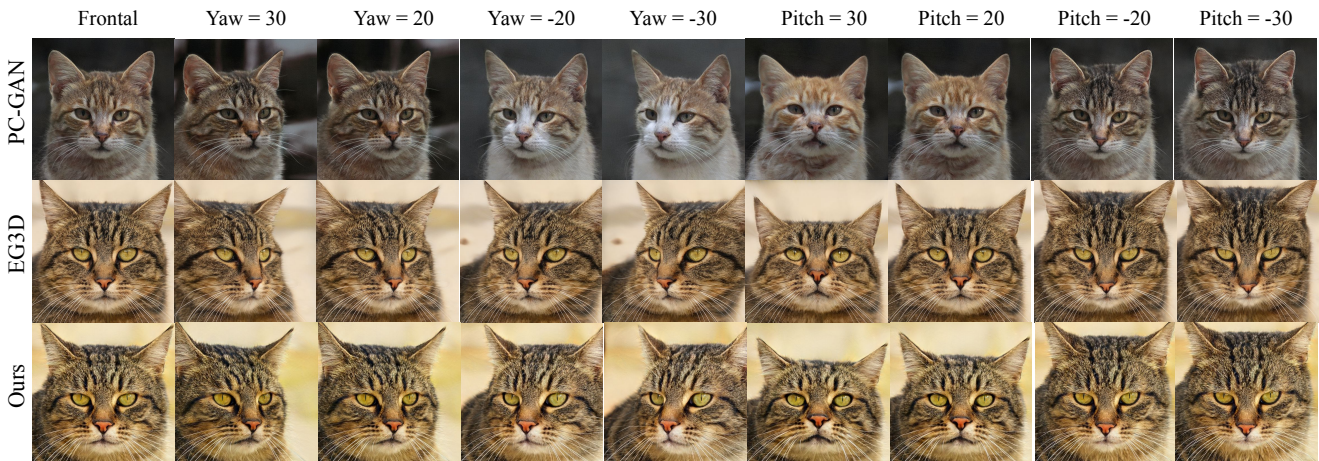 Frontal Yaw = 30 Yaw = 20 Yaw = -20 Yaw = -30 Pitch = 30 Pitch = 20 Pitch = -20 Pitch = -30
PC-GAN
EG3D
Ours